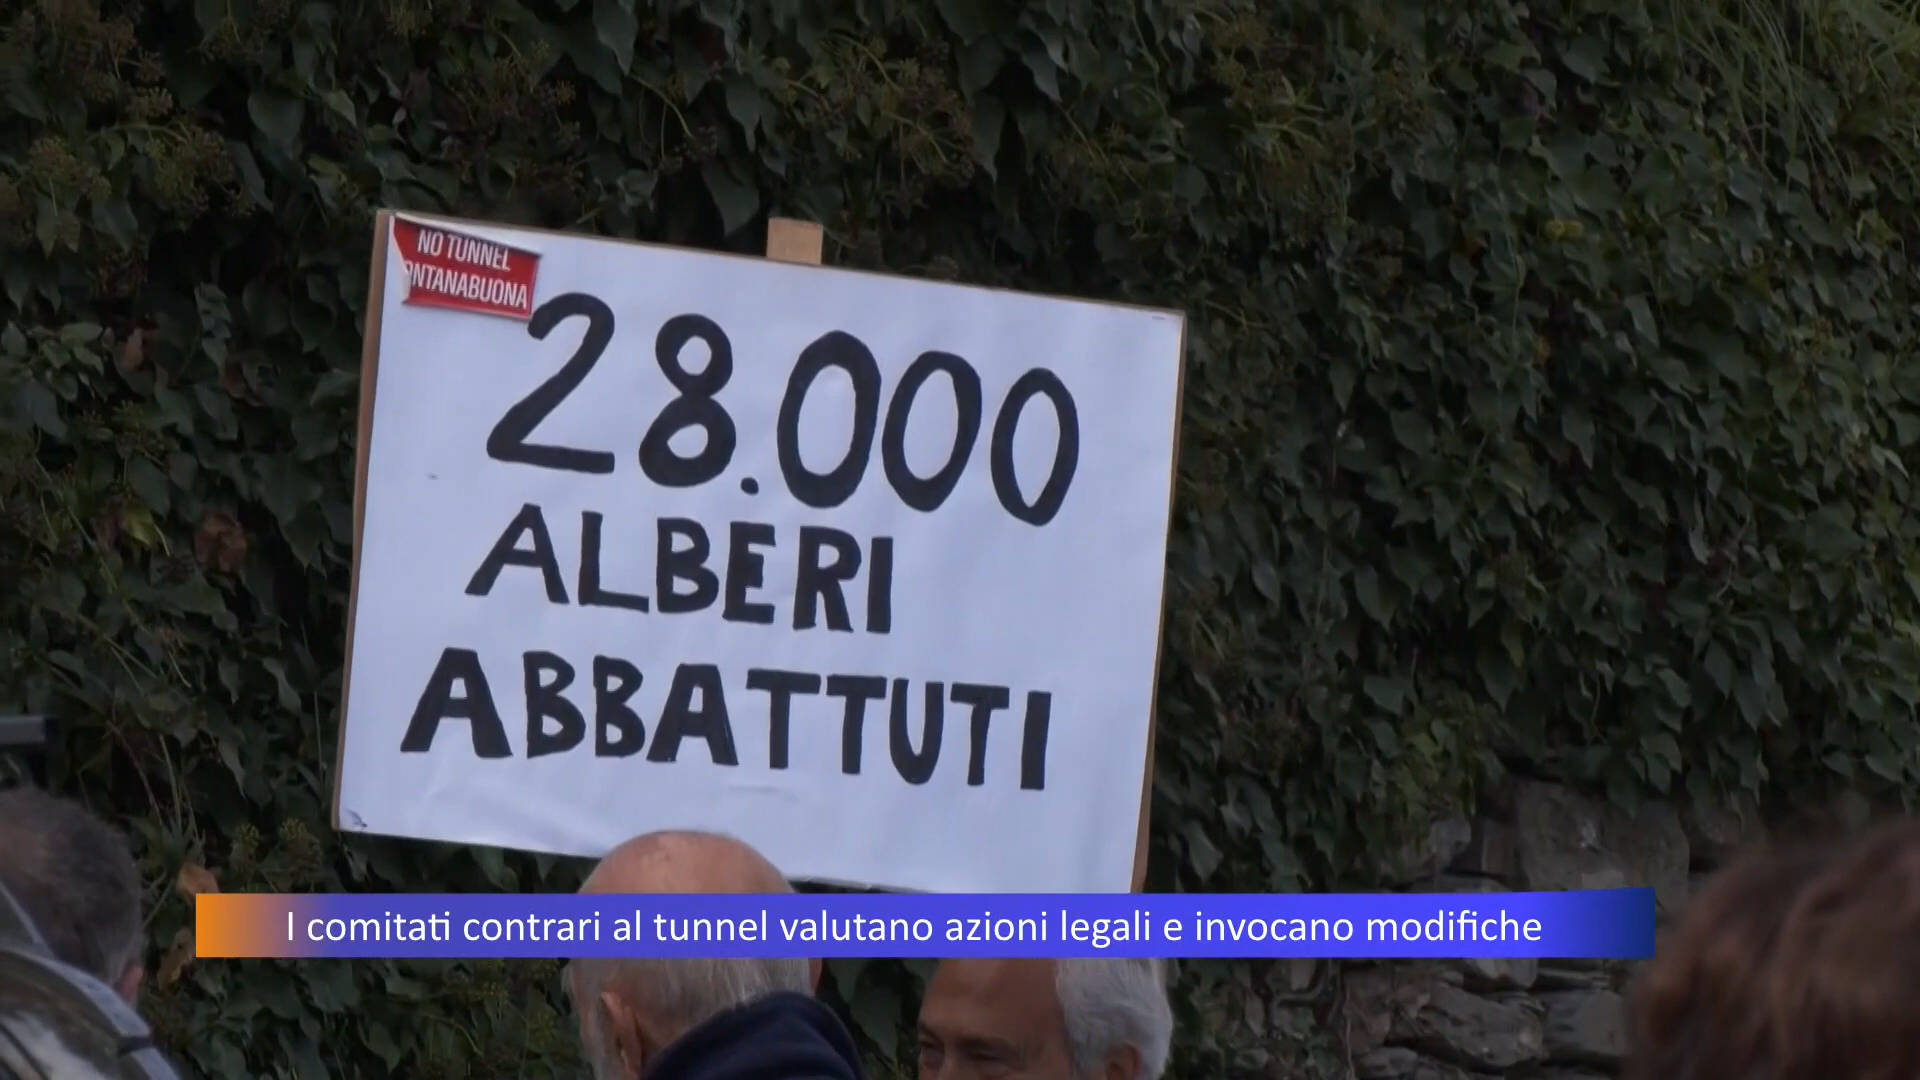 NO TUNNEL
ONTANABUONA
28.000
ALBERI
ABBATTUTI
I comitati contrari al tunnel valutano azioni legali e invocano modifiche